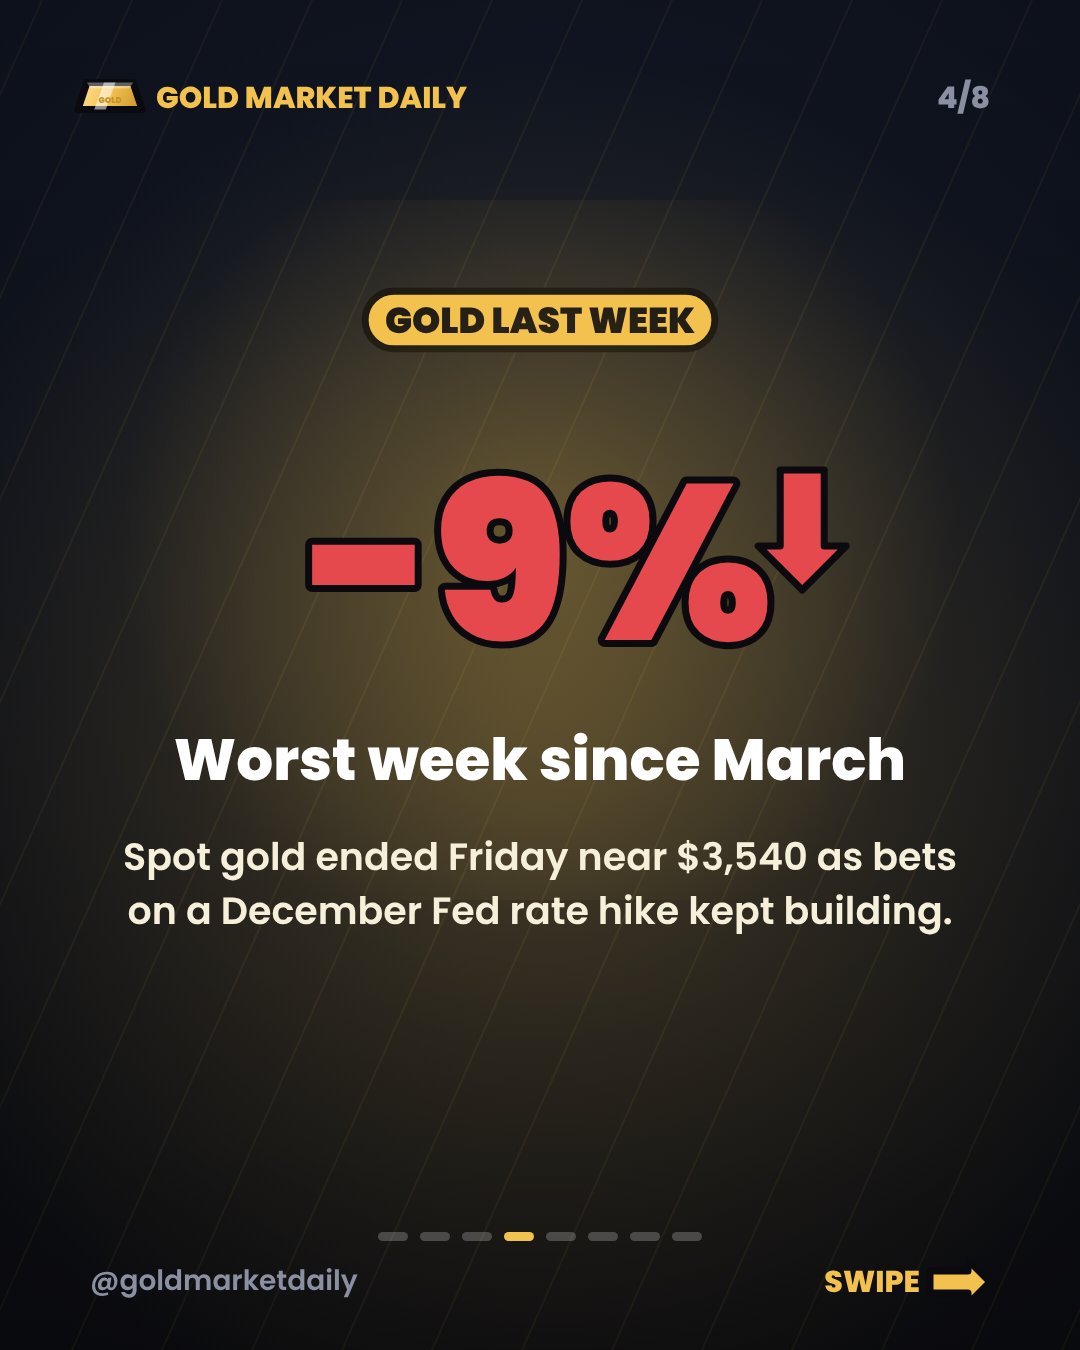 GOLD
GOLD MARKET DAILY
4/8
GOLD LAST WEEK
-9%
Worst week since March
Spot gold ended Friday near $3,540 as bets
on a December Fed rate hike kept building.
@goldmarketdaily
SWIPE